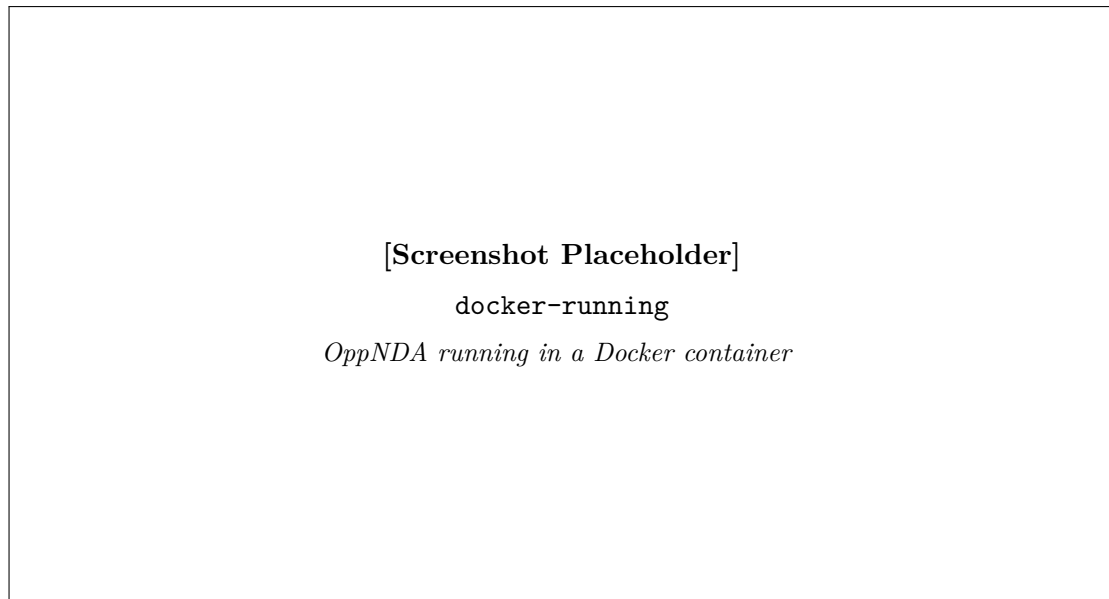 [Screenshot Placeholder]
docker-running
OppNDA running in a Docker container